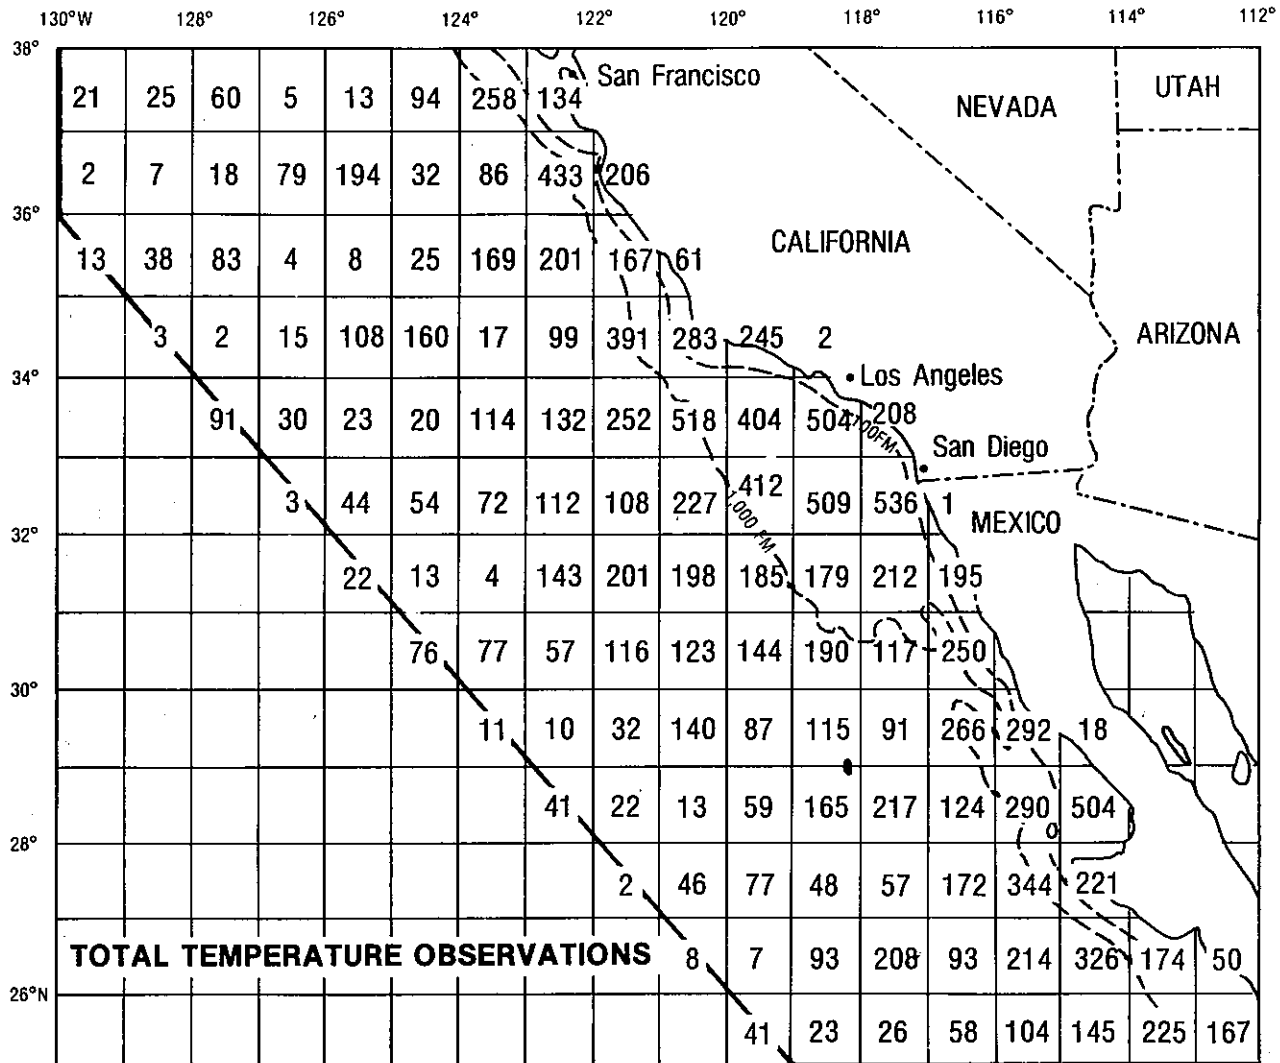 130°W 128° 126° 124° 122° 120° 118° 116° 114° 112°
38°
San Francisco
UTAH
NEVADA
21 25 60 5 13 94 258 134
2 7 18 79 194 32 86 433 206
36°
CALIFORNIA
13 38 83 4 8 25 169 201 167 61
ARIZONA
3 2 15 108 160 17 99 391 283 245 2
34°
Los Angeles
91 30 23 20 114 132 252 518 404 504 208
100FM
San Diego
3 44 54 72 112 108 227 412 509 536 1
1,000 FM
MEXICO
32°
22 13 4 143 201 198 185 179 212 195
76 77 57 116 123 144 190 117 250
30°
11 10 32 140 87 115 91 266 292 18
41 22 13 59 165 217 124 290 504
28°
2 46 77 48 57 172 344 221
TOTAL TEMPERATURE OBSERVATIONS 8 7 93 208 93 214 326 174 50
26°N
41 23 26 58 104 145 225 167